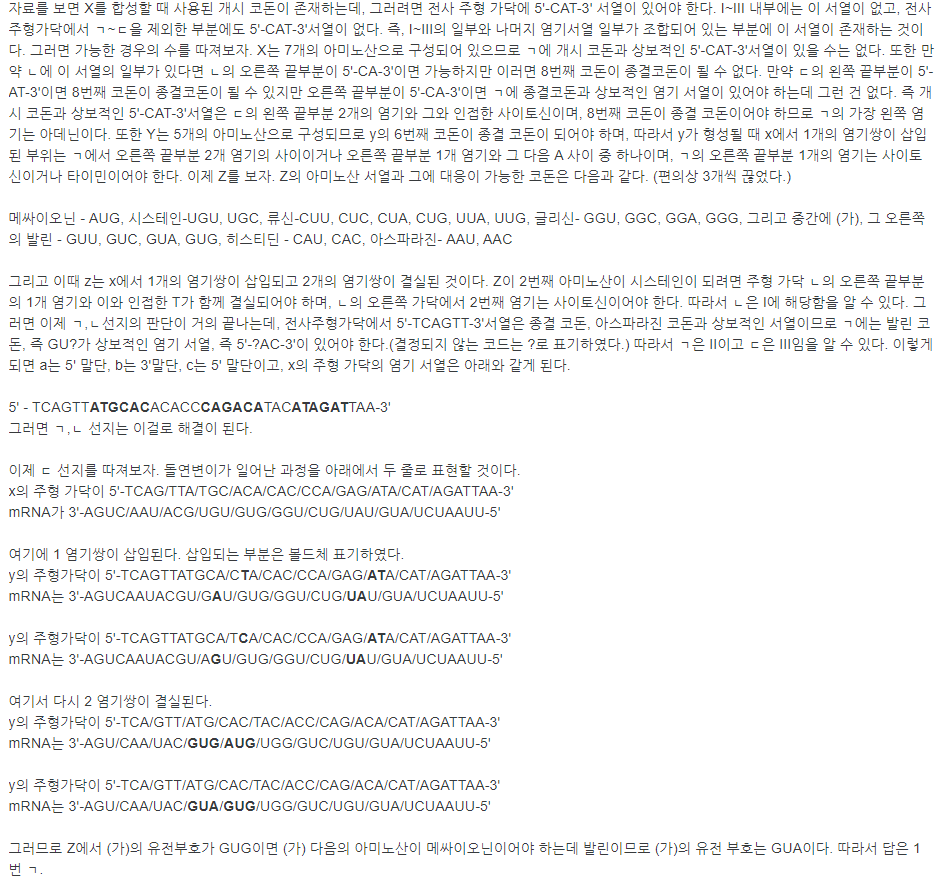 자료를 보면 X를 합성할 때 사용된 개시 코돈이 존재하는데, 그러려면 전사 주형 가닥에 5'-CAT-3' 서열이 있어야 한다. I~III 내부에는 이 서열이 없고, 전사
주형가닥에서 ㄱ~ㄷ을 제외한 부분에도 5'-CAT-3'서열이 없다. 즉, I~III의 일부와 나머지 염기서열 일부가 조합되어 있는 부분에 이 서열이 존재하는 것이
다. 그러면 가능한 경우의 수를 따져보자. X는 7개의 아미노산으로 구성되어 있으므로 ㄱ에 개시 코돈과 상보적인 5'-CAT-3'서열이 있을 수는 없다. 또한 만
약 ㄴ에 이 서열의 일부가 있다면 ㄴ의 오른쪽 끝부분이 5'-CA-3'이면 가능하지만 이러면 8번째 코돈이 종결코돈이 될 수 없다. 만약 ㄷ의 왼쪽 끝부분이 5'-
AT-3'이면 8번째 코돈이 종결코돈이 될 수 있지만 오른쪽 끝부분이 5'-CA-3'이면 ㄱ에 종결코돈과 상보적인 염기 서열이 있어야 하는데 그런 건 없다. 즉 개
시 코돈과 상보적인 5'-CAT-3'서열은 ㄷ의 왼쪽 끝부분 2개의 염기와 그와 인접한 사이토신이며, 8번째 코돈이 종결 코돈이어야 하므로 ㄱ의 가장 왼쪽 염
기는 아데닌이다. 또한 Y는 5개의 아미노산으로 구성되므로 y의 6번째 코돈이 종결 코돈이 되어야 하며, 따라서 y가 형성될 때 x에서 1개의 염기쌍이 삽입
된 부위는 ㄱ에서 오른쪽 끝부분 2개 염기의 사이이거나 오른쪽 끝부분 1개 염기와 그 다음 A 사이 중 하나이며, ㄱ의 오른쪽 끝부분 1개의 염기는 사이토
신이거나 타이민이어야 한다. 이제 Z를 보자. Z의 아미노산 서열과 그에 대응이 가능한 코돈은 다음과 같다. (편의상 3개씩 끊었다.)
메싸이오닌 - AUG, 시스테인-UGU, UGC, 류신-CUU, CUC, CUA, CUG, UUA, UUG, 글리신- GGU, GGC, GGA, GGG, 그리고 중간에 (가), 그 오른쪽
의 발린 - GUU, GUC, GUA, GUG, 히스티딘 - CAU, CAC, 아스파라진- AAU, AAC
그리고 이때 z는 x에서 1개의 염기쌍이 삽입되고 2개의 염기쌍이 결실된 것이다. Z이 2번째 아미노산이 시스테인이 되려면 주형 가닥 ㄴ의 오른쪽 끝부분
의 1개 염기와 이와 인접한 T가 함께 결실되어야 하며, ㄴ의 오른쪽 가닥에서 2번째 염기는 사이토신이어야 한다. 따라서 ㄴ은 I에 해당함을 알 수 있다. 그
러면 이제 ㄱ,ㄴ선지의 판단이 거의 끝나는데, 전사주형가닥에서 5'-TCAGTT-3'서열은 종결 코돈, 아스파라진 코돈과 상보적인 서열이므로 ㄱ에는 발린 코
돈, 즉 GU?가 상보적인 염기 서열, 즉 5'-?AC-3'이 있어야 한다.(결정되지 않는 코드는 ?로 표기하였다.) 따라서 ㄱ은 II이고 ㄷ은 III임을 알 수 있다. 이렇게
되면 a는 5' 말단, b는 3'말단, c는 5' 말단이고, x의 주형 가닥의 염기 서열은 아래와 같게 된다.
5' - TCAGTTATGCACACACCCAGACATACATAGATTAA-3'
그러면 ㄱ,ㄴ 선지는 이걸로 해결이 된다.
이제 ㄷ 선지를 따져보자. 돌연변이가 일어난 과정을 아래에서 두 줄로 표현할 것이다.
x의 주형 가닥이 5'-TCAG/TTA/TGC/ACA/CAC/CCA/GAG/ATA/CAT/AGATTAA-3'
mRNA가 3'-AGUC/AAU/ACG/UGU/GUG/GGU/CUG/UAU/GUA/UCUAAUU-5'
여기에 1 염기쌍이 삽입된다. 삽입되는 부분은 볼드체 표기하였다.
y의 주형가닥이 5'-TCAGTTATGCA/CTA/CAC/CCA/GAG/ATA/CAT/AGATTAA-3'
mRNA는 3'-AGUCAAUACGU/GAU/GUG/GGU/CUG/UAU/GUA/UCUAAUU-5'
y의 주형가닥이 5'-TCAGTTATGCA/TCA/CAC/CCA/GAG/ATA/CAT/AGATTAA-3'
mRNA는 3'-AGUCAAUACGU/AGU/GUG/GGU/CUG/UAU/GUA/UCUAAUU-5'
여기서 다시 2 염기쌍이 결실된다.
y의 주형가닥이 5'-TCA/GTT/ATG/CAC/TAC/ACC/CAG/ACA/CAT/AGATTAA-3'
mRNA는 3'-AGU/CAA/UAC/GUG/AUG/UGG/GUC/UGU/GUA/UCUAAUU-5'
y의 주형가닥이 5'-TCA/GTT/ATG/CAC/TAC/ACC/CAG/ACA/CAT/AGATTAA-3'
mRNA는 3'-AGU/CAA/UAC/GUA/GUG/UGG/GUC/UGU/GUA/UCUAAUU-5'
그러므로 Z에서 (가)의 유전부호가 GUG이면 (가) 다음의 아미노산이 메싸이오닌이어야 하는데 발린이므로 (가)의 유전 부호는 GUA이다. 따라서 답은 1
번 ㄱ.